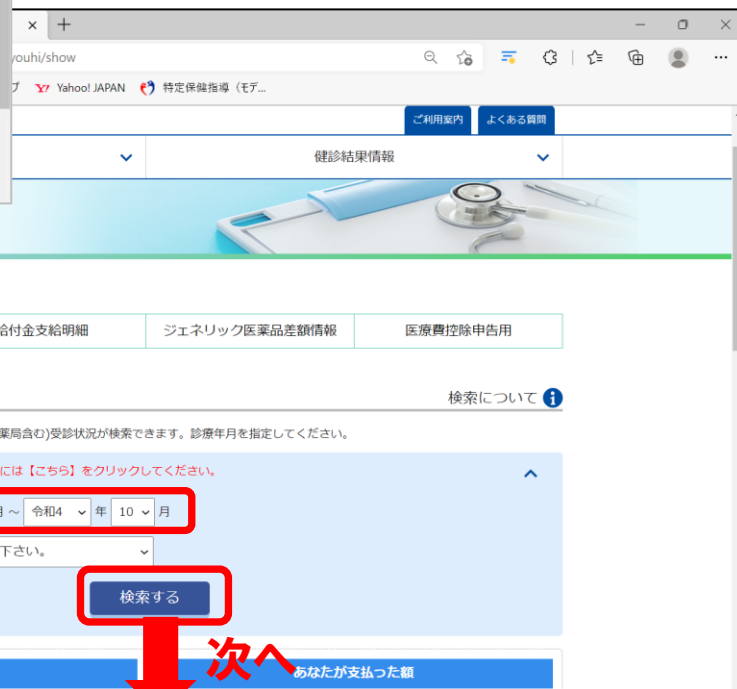 youhi/show
プ Yahoo! JAPAN 特定保健指導（モデ...
ご利用案内 よくある質問
健診結果情報
給付金支給明細 ジェネリック医薬品差額情報 医療費控除申告用
検索について
薬局含む)受診状況が検索できます。診療年月を指定してください。
には【こちら】をクリックしてください。
月～ 令和4 年 10 月
下さい。
検索する
次へ
あなたが支払った額